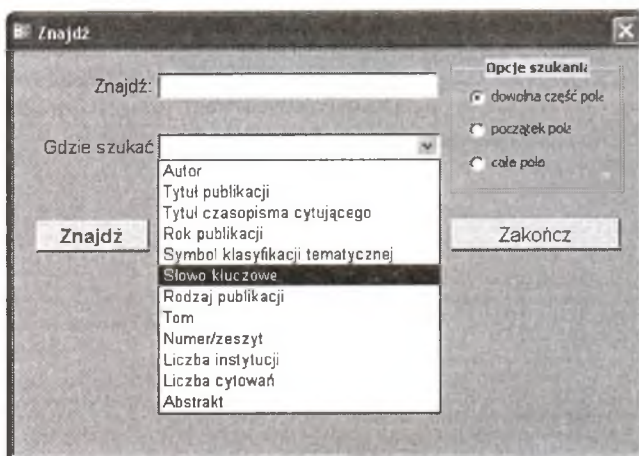 Znajdź
Znajdź:
Opcje szukania
dowolna część pola
początek pola
całe pole
Gdzie szukać
Autor
Tytuł publikacji
Tytuł czasopisma cytującego
Rok publikacji
Symbol klasyfikacji tematycznej
Słowo kluczowe
Rodzaj publikacji
Tom
Numer/zeszyt
Liczba instytucji
Liczba cytowań
Abstrakt
Znajdź
Zakończ